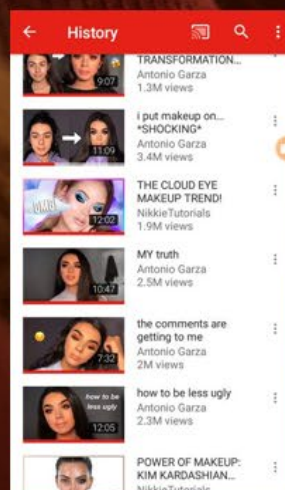 History
TRANSFORMATION...
Antonio Garza
1.3M views
9:07
i put makeup on...
*SHOCKING*
Antonio Garza
3.4M views
11:09
THE CLOUD EYE
MAKEUP TREND!
NikkieTutorials
1.9M views
OMG!
12:02
MY truth
Antonio Garza
2.5M views
10:47
the comments are
getting to me
Antonio Garza
2M views
7:32
how to be less ugly
Antonio Garza
2.3M views
how to be
less ugly
12:05
POWER OF MAKEUP:
KIM KARDASHIAN...
NikkieTutorials